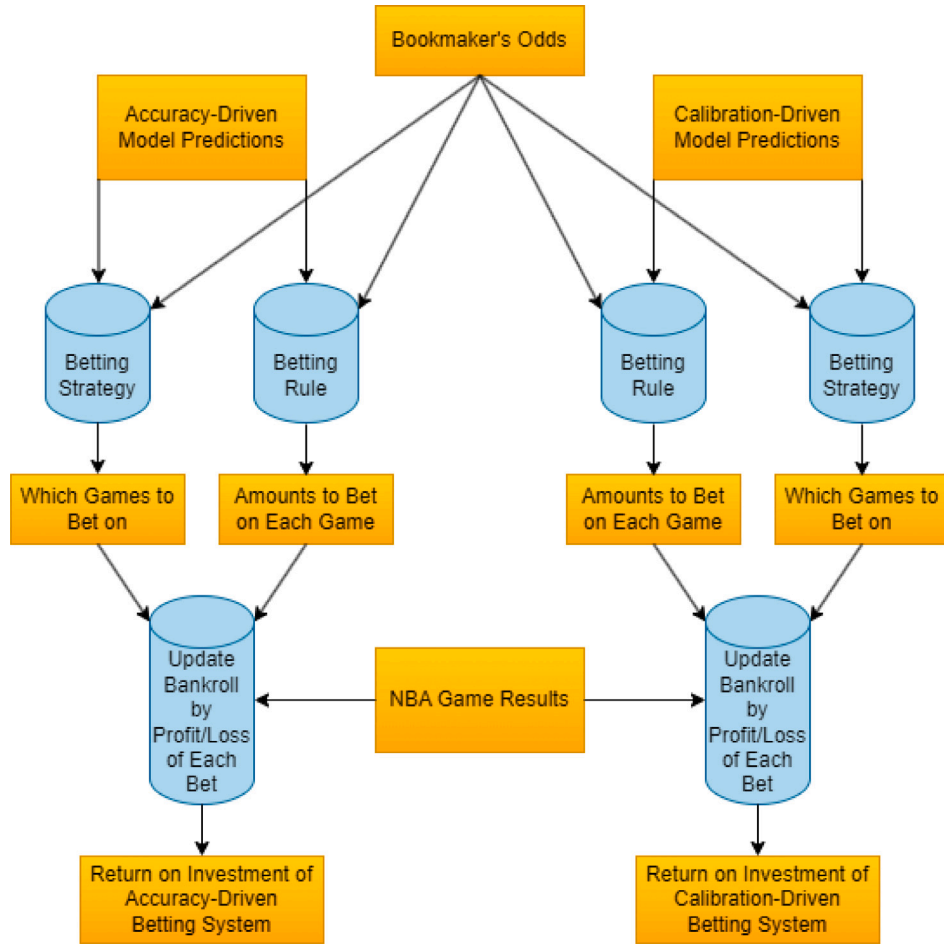 Bookmaker's Odds
Accuracy-Driven
Model Predictions
Calibration-Driven
Model Predictions
Betting
Strategy
Betting
Rule
Betting
Rule
Betting
Strategy
Which Games to
Bet on
Amounts to Bet
on Each Game
Amounts to Bet
on Each Game
Which Games to
Bet on
Update
Bankroll
by
Profit/Loss
of Each
Bet
NBA Game Results
Update
Bankroll
by
Profit/Loss
of Each
Bet
Return on Investment of
Accuracy-Driven
Betting System
Return on Investment of
Calibration-Driven
Betting System